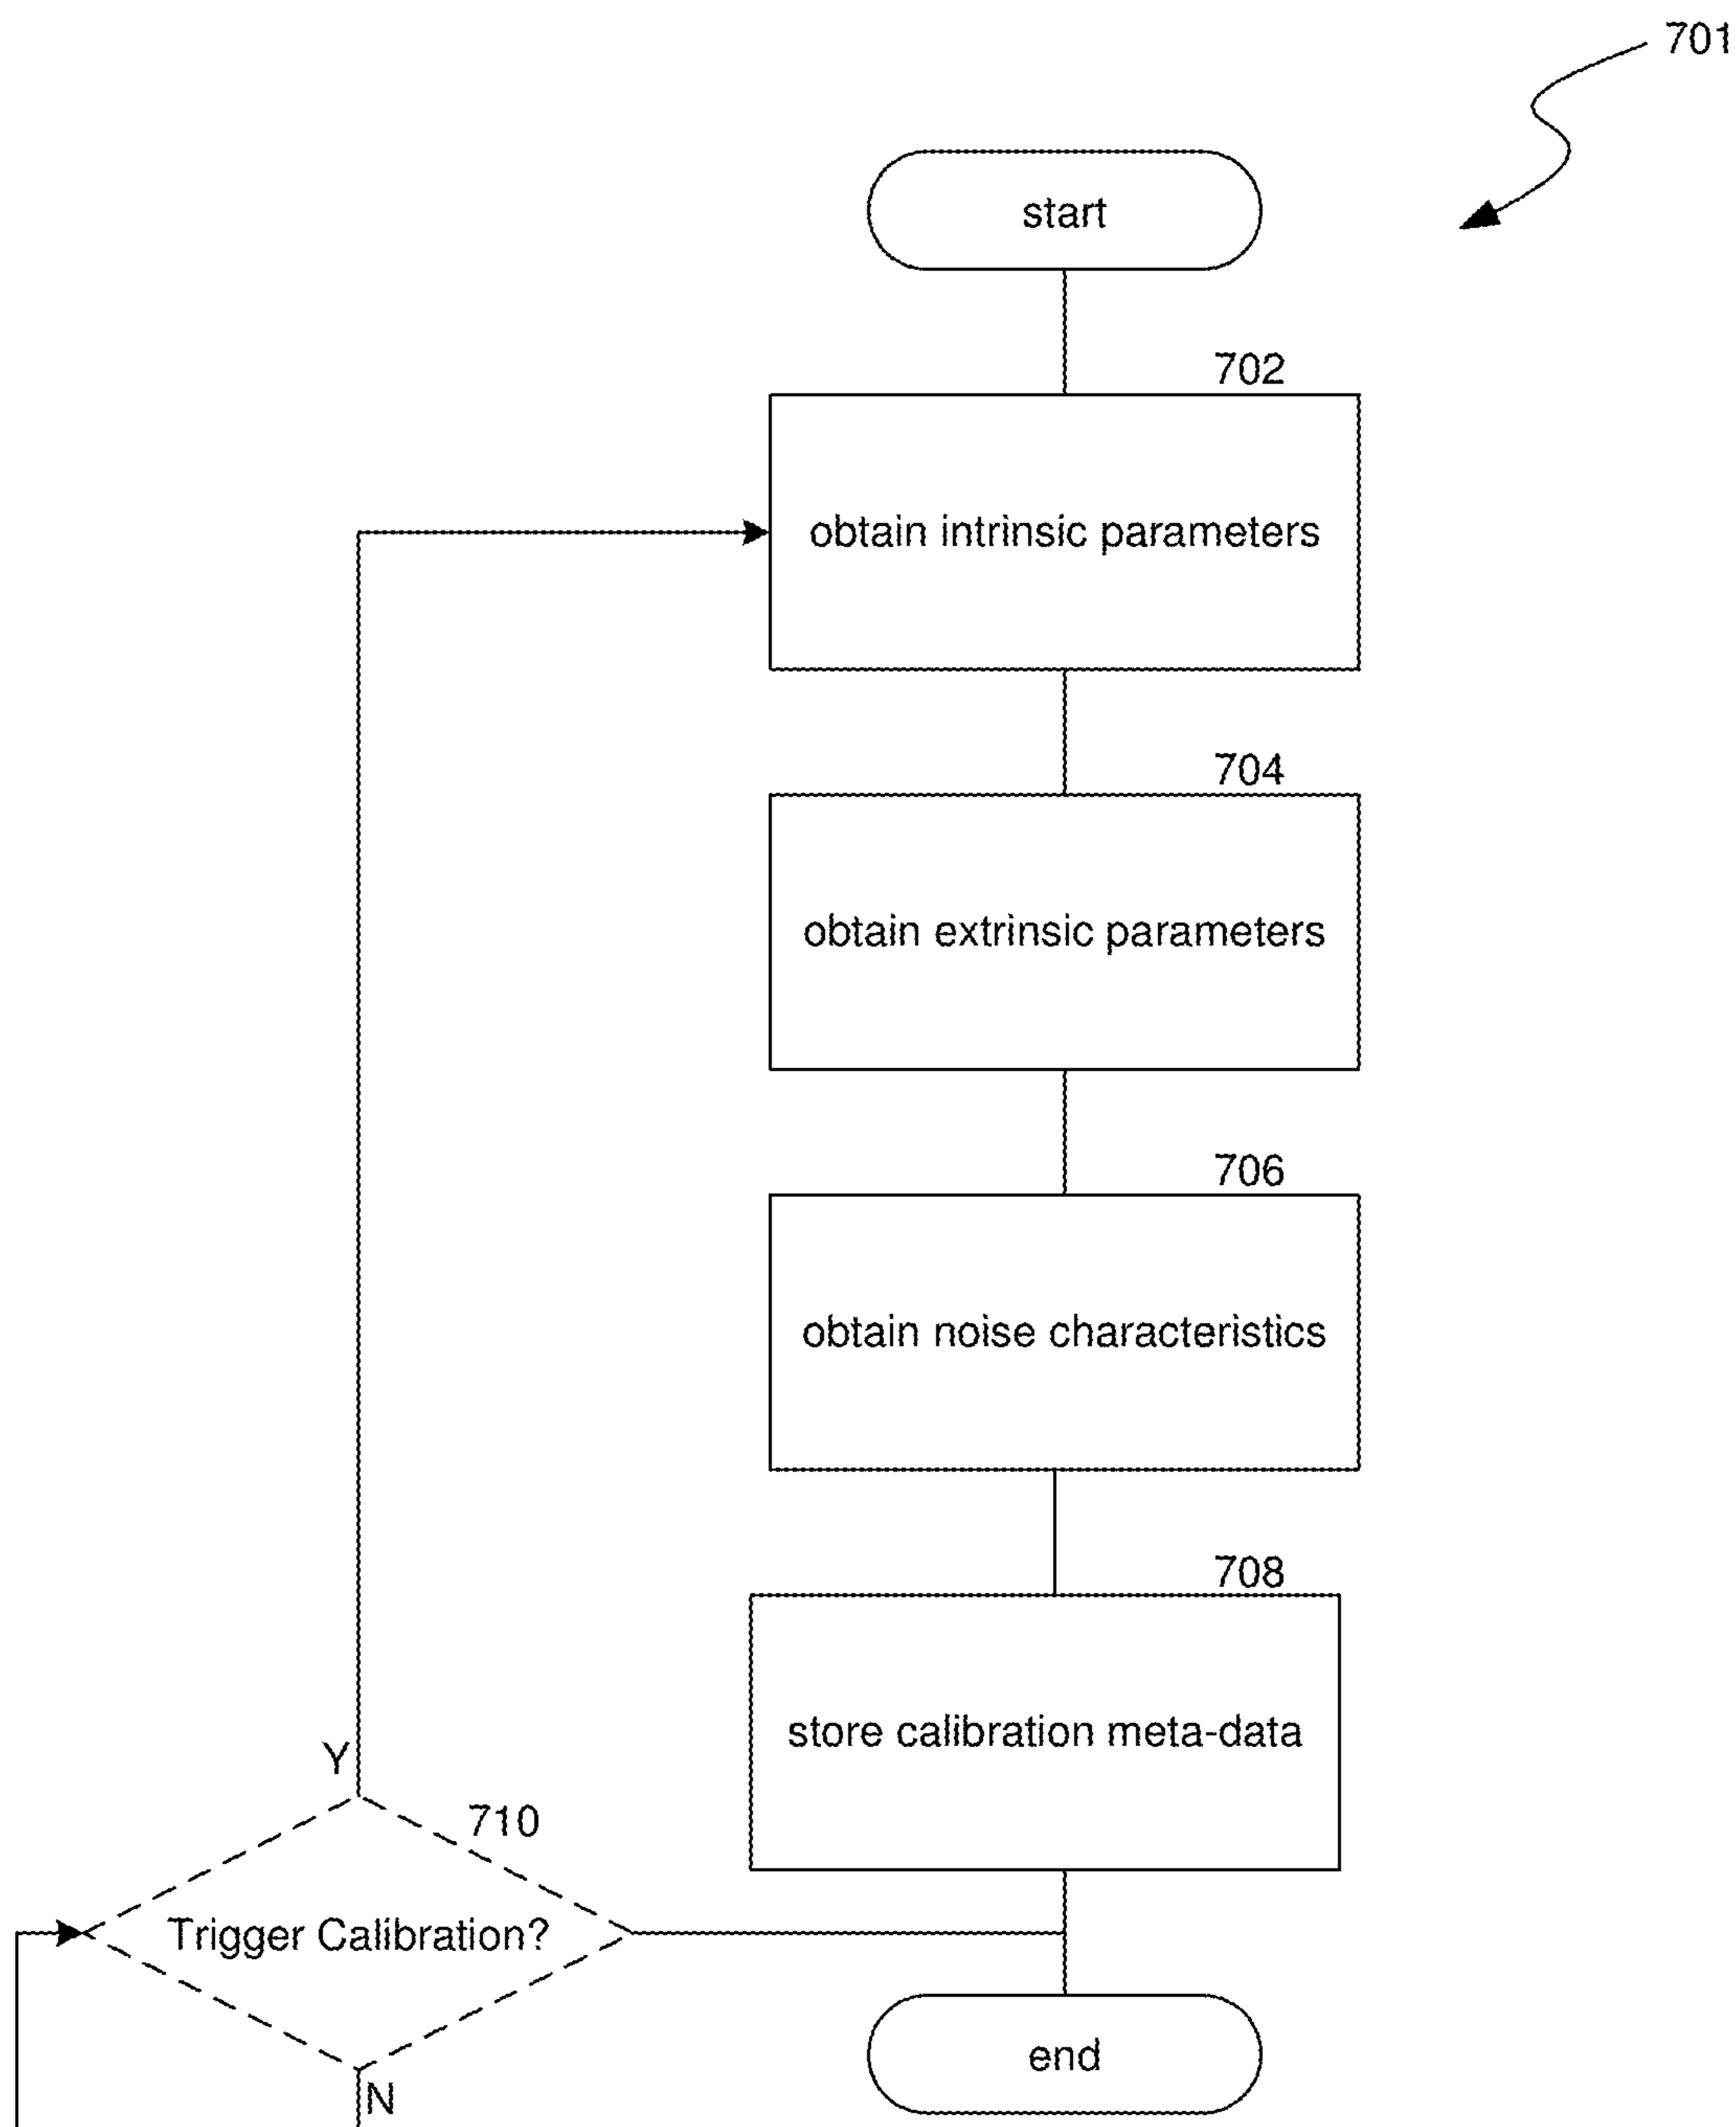 701
start
702
obtain intrinsic parameters
704
obtain extrinsic parameters
706
obtain noise characteristics
708
store calibration meta-data
Y
710
Trigger Calibration?
N
end